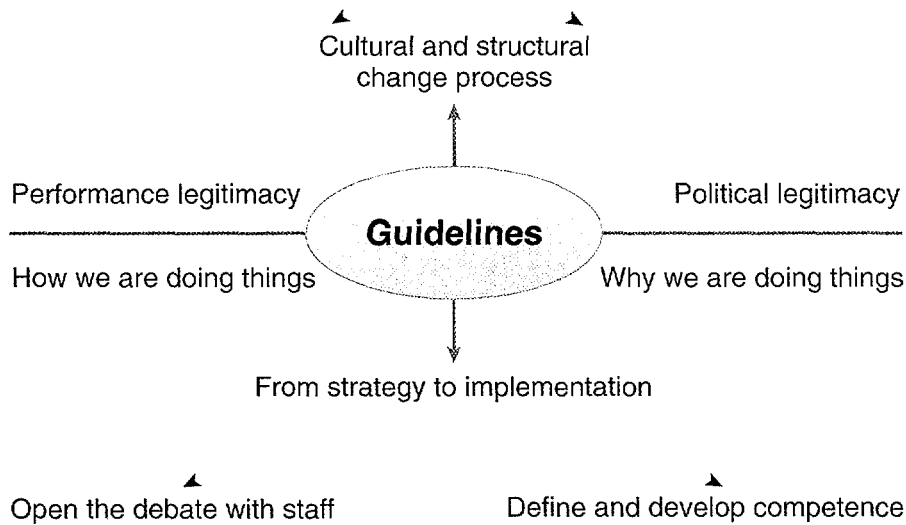 Cultural and structural
change process
Performance legitimacy
Political legitimacy
Guidelines
How we are doing things
Why we are doing things
From strategy to implementation
Open the debate with staff
Define and develop competence